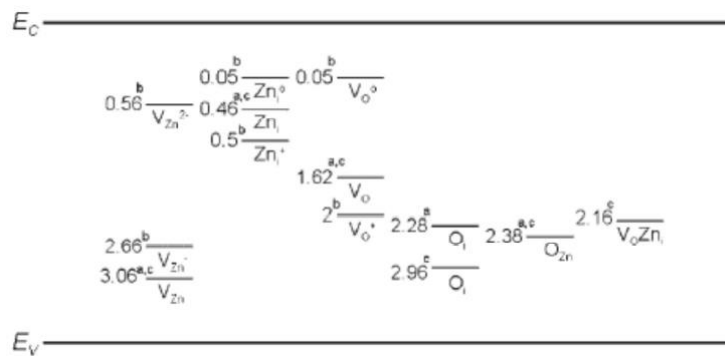 E_C
0.05^b Zn_i^o 0.05^b V_O^o
0.56^b V_Zn^2- 0.46^a,c Zn_i
0.5^b Zn_i^+
1.62^a,c V_O
2^b V_O^+ 2.28^a O_i 2.38^a,c O_Zn 2.16^c V_OZn_i
2.66^b V_Zn^-
3.06^a,c V_Zn 2.96^c O_i
E_V